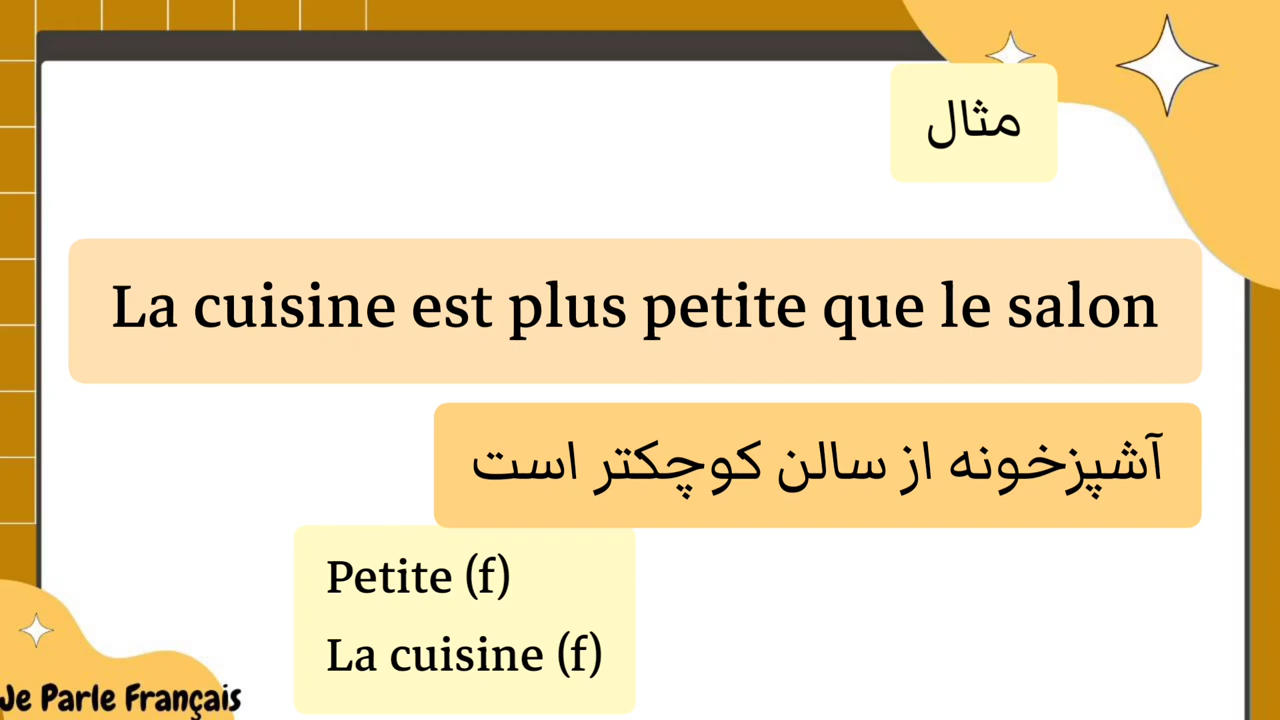 مثال
La cuisine est plus petite que le salon
آشپزخونه از سالن کوچکتر است
Petite (f)
La cuisine (f)
Je Parle Français